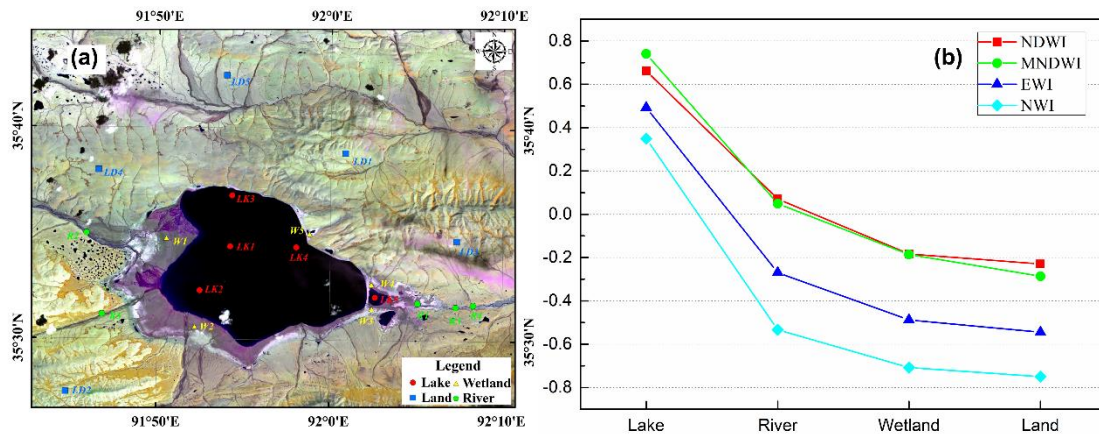 91°50'E 92°0'E 92°10'E
(a)
LD5
35°40'N
LD1
LD4
LK3
W5
W1
LK1
LK4
LK2
W2
W3
35°30'N
LD2
Legend
Lake Wetland
Land River
91°50'E 92°0'E 92°10'E
(b)
NDWI
MNDWI
EWI
NWI
0.8
0.6
0.4
0.2
0.0
-0.2
-0.4
-0.6
-0.8
Lake River Wetland Land